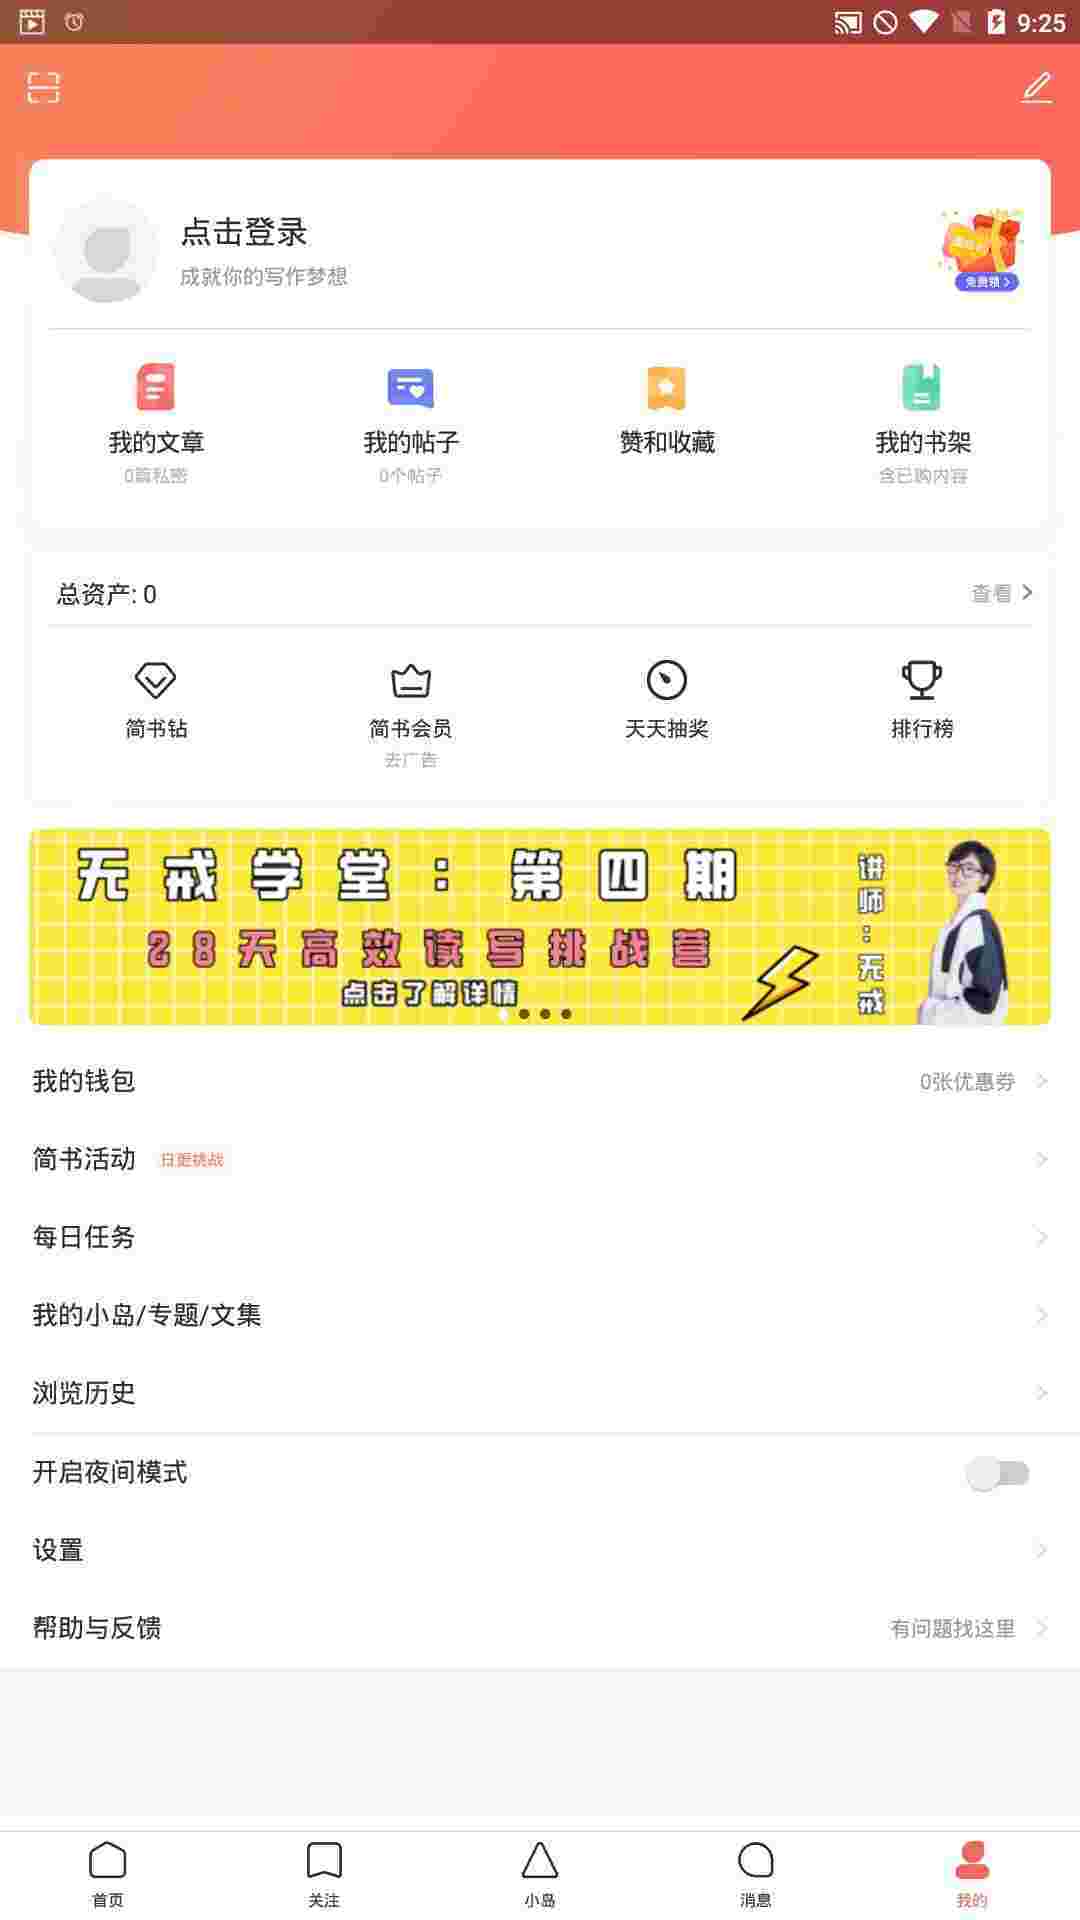 9:25
点击登录
成就你的写作梦想
免费领
我的文章
我的帖子
赞和收藏
我的书架
0篇私密
0个帖子
含已购内容
总资产: 0
查看
简书钻
简书会员
天天抽奖
排行榜
去广告
无戒学堂：第四期
28天高效读写挑战营
点击了解详情
讲师：无戒
我的钱包
0张优惠券
简书活动
日更挑战
每日任务
我的小岛/专题/文集
浏览历史
开启夜间模式
设置
帮助与反馈
有问题找这里
首页
关注
小岛
消息
我的